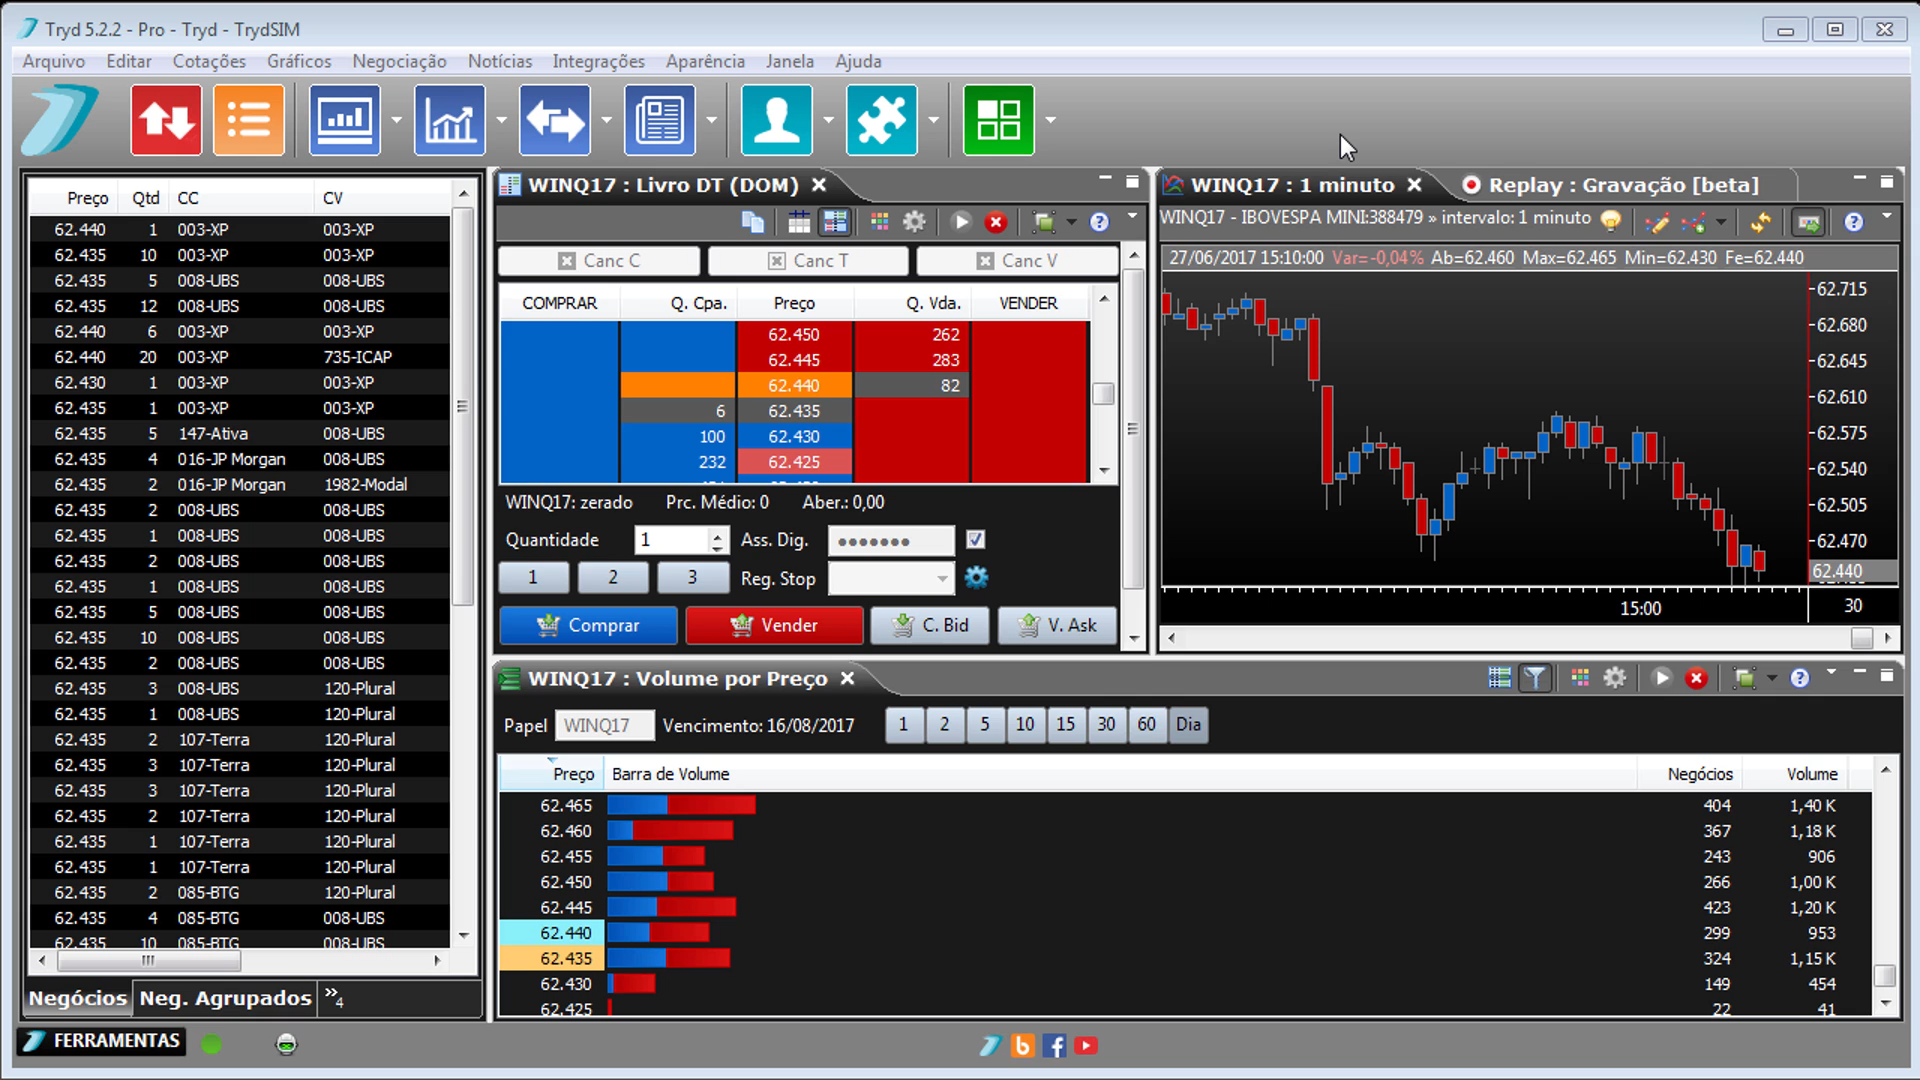 Tryd 5.2.2 - Pro - Tryd - TrydSIM
Arquivo Editar Cotações Gráficos Negociação Notícias Integrações Aparência Janela Ajuda
Preço Qtd CC CV
62.440 1 003-XP 003-XP
62.435 10 003-XP 003-XP
62.435 5 008-UBS 008-UBS
62.435 12 008-UBS 008-UBS
62.440 6 003-XP 003-XP
62.440 20 003-XP 735-ICAP
62.430 1 003-XP 003-XP
62.435 1 003-XP 003-XP
62.435 5 147-Ativa 008-UBS
62.435 4 016-JP Morgan 008-UBS
62.435 2 016-JP Morgan 1982-Modal
62.435 2 008-UBS 008-UBS
62.435 1 008-UBS 008-UBS
62.435 2 008-UBS 008-UBS
62.435 1 008-UBS 008-UBS
62.435 5 008-UBS 008-UBS
62.435 10 008-UBS 008-UBS
62.435 2 008-UBS 008-UBS
62.435 3 008-UBS 120-Plural
62.435 1 008-UBS 120-Plural
62.435 2 107-Terra 120-Plural
62.435 3 107-Terra 120-Plural
62.435 3 107-Terra 120-Plural
62.435 2 107-Terra 120-Plural
62.435 1 107-Terra 120-Plural
62.435 1 107-Terra 120-Plural
62.435 2 085-BTG 120-Plural
62.435 4 085-BTG 008-UBS
62.435 10 085-BTG 008-UBS
Negócios Neg. Agrupados »4
WINQ17 : Livro DT (DOM)
Canc C Canc T Canc V
COMPRAR Q. Cpa. Preço Q. Vda. VENDER
62.450 262
62.445 283
62.440 82
6 62.435
100 62.430
232 62.425
WINQ17: zerado Prc. Médio: 0 Aber.: 0,00
Quantidade 1 Ass. Dig. ●●●●●●●
1 2 3 Reg. Stop
Comprar Vender C. Bid V. Ask
WINQ17 : 1 minuto Replay : Gravação [beta]
WINQ17 - IBOVESPA MINI:388479 » intervalo: 1 minuto
27/06/2017 15:10:00 Var=-0,04% Ab=62.460 Max=62.465 Min=62.430 Fe=62.440
62.715
62.680
62.645
62.610
62.575
62.540
62.505
62.470
62.440
15:00 30
WINQ17 : Volume por Preço
Papel WINQ17 Vencimento: 16/08/2017 1 2 5 10 15 30 60 Dia
Preço Barra de Volume Negócios Volume
62.465 404 1,40 K
62.460 367 1,18 K
62.455 243 906
62.450 266 1,00 K
62.445 423 1,20 K
62.440 299 953
62.435 324 1,15 K
62.430 149 454
62.425 22 41
FERRAMENTAS